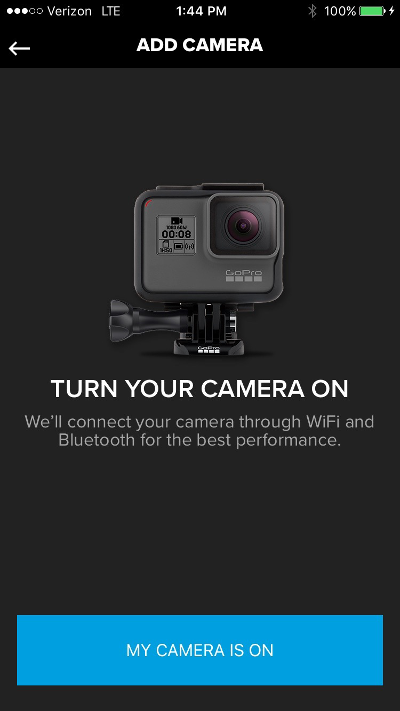 Verizon LTE 1:44 PM 100%
ADD CAMERA
00:08
GoPro
GoPro
TURN YOUR CAMERA ON
We'll connect your camera through WiFi and
Bluetooth for the best performance.
MY CAMERA IS ON